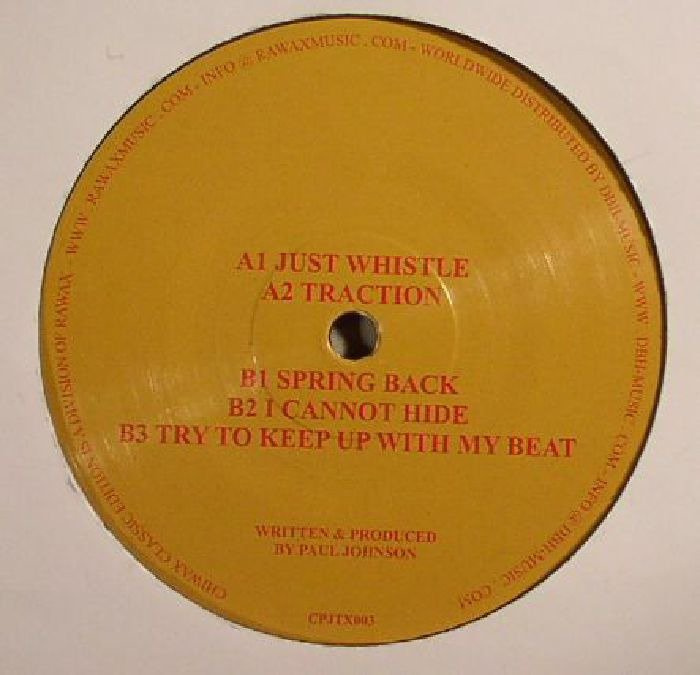 CHIWAX CLASSIC EDITION IS A DIVISION OF RAWAX - WWW . RAWAXMUSIC . COM - INFO @ RAWAXMUSIC . COM - WORLDWIDE DISTRIBUTED BY DBH-MUSIC - WWW . DBH-MUSIC . COM . INFO @ DBH-MUSIC . COM
A1 JUST WHISTLE
A2 TRACTION
B1 SPRING BACK
B2 I CANNOT HIDE
B3 TRY TO KEEP UP WITH MY BEAT
WRITTEN & PRODUCED
BY PAUL JOHNSON
CPJTX003